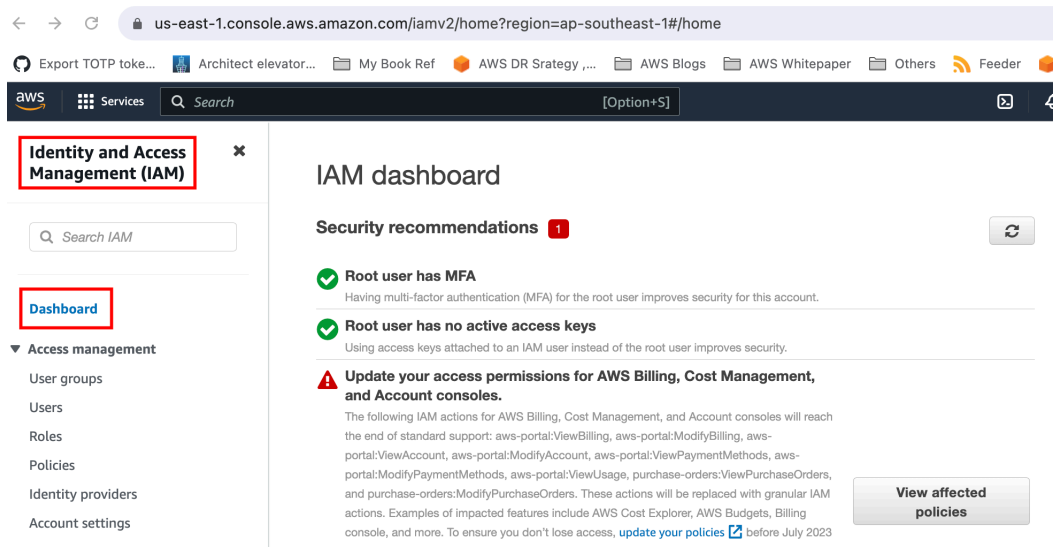 us-east-1.console.aws.amazon.com/iamv2/home?region=ap-southeast-1#/home
Export TOTP toke... Architect elevator... My Book Ref AWS DR Srategy ,... AWS Blogs AWS Whitepaper Others Feeder
aws Services Search [Option+S]
Identity and Access
Management (IAM)
Search IAM
Dashboard
Access management
User groups
Users
Roles
Policies
Identity providers
Account settings
IAM dashboard
Security recommendations 1
Root user has MFA
Having multi-factor authentication (MFA) for the root user improves security for this account.
Root user has no active access keys
Using access keys attached to an IAM user instead of the root user improves security.
Update your access permissions for AWS Billing, Cost Management,
and Account consoles.
The following IAM actions for AWS Billing, Cost Management, and Account consoles will reach
the end of standard support: aws-portal:ViewBilling, aws-portal:ModifyBilling, aws-
portal:ViewAccount, aws-portal:ModifyAccount, aws-portal:ViewPaymentMethods, aws-
portal:ModifyPaymentMethods, aws-portal:ViewUsage, purchase-orders:ViewPurchaseOrders,
and purchase-orders:ModifyPurchaseOrders. These actions will be replaced with granular IAM
actions. Examples of impacted features include AWS Cost Explorer, AWS Budgets, Billing
console, and more. To ensure you don't lose access, update your policies before July 2023
View affected
policies